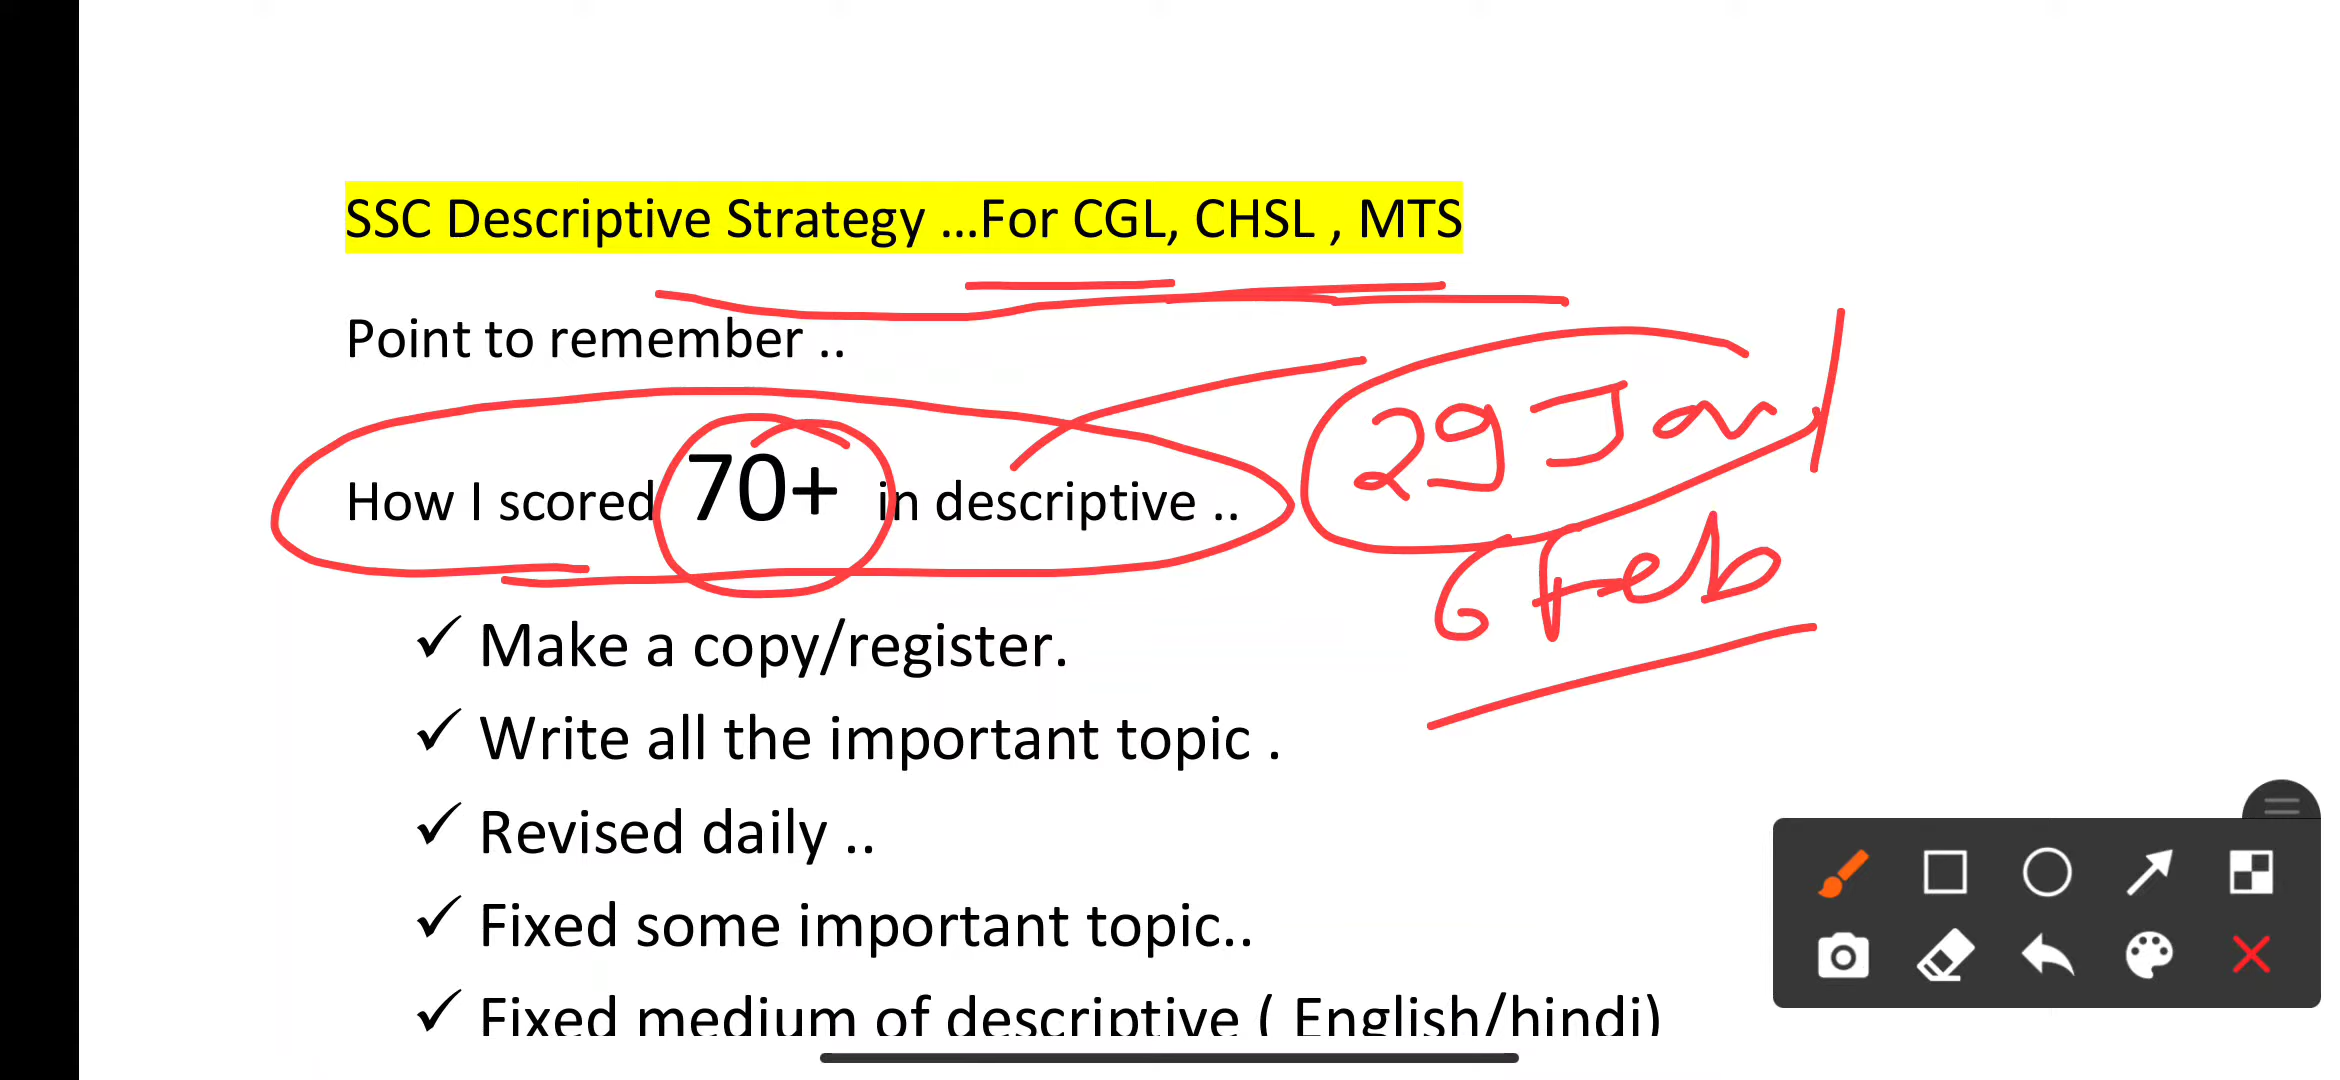 SSC Descriptive Strategy ...For CGL, CHSL , MTS
Point to remember ..
How I scored 70+ in descriptive ..
29 Jan
6 Feb
✓ Make a copy/register.
✓ Write all the important topic .
✓ Revised daily ..
✓ Fixed some important topic..
✓ Fixed medium of descriptive ( English/hindi)